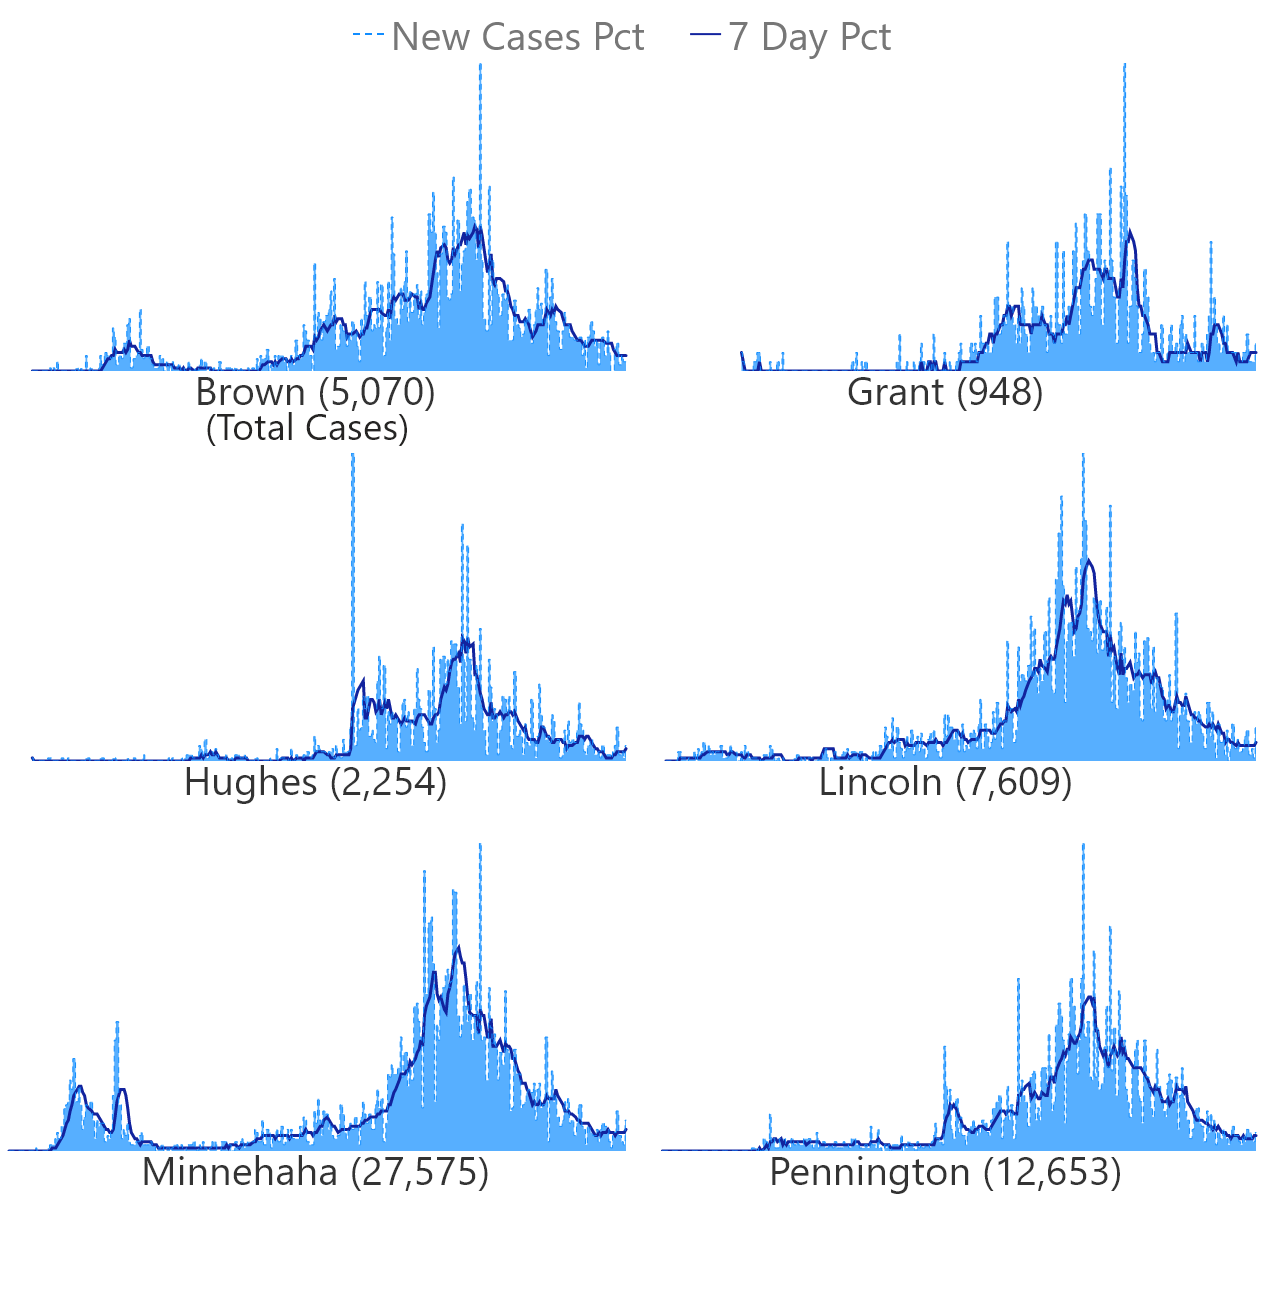 New Cases Pct 7 Day Pct
Brown (5,070) Grant (948)
(Total Cases)
Hughes (2,254) Lincoln (7,609)
Minnehaha (27,575) Pennington (12,653)